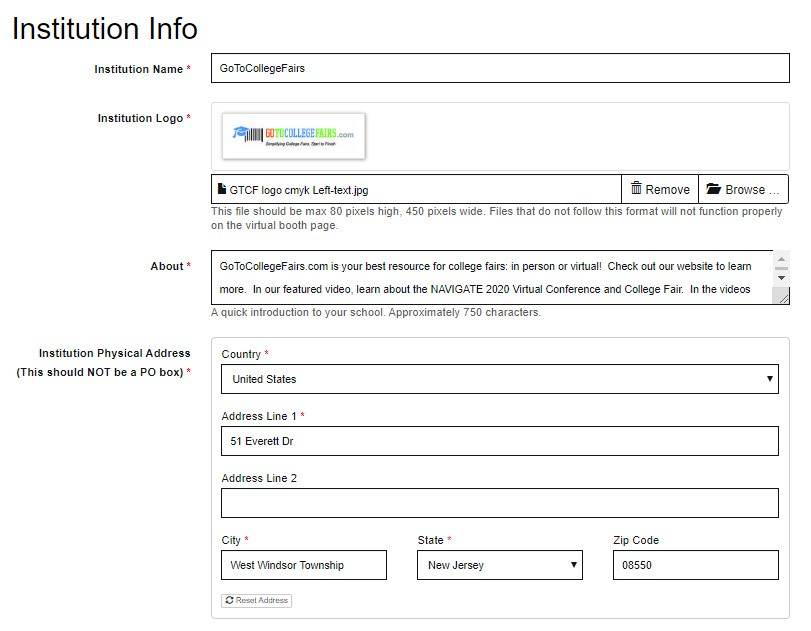 Institution Info
Institution Name *
GoToCollegeFairs
Institution Logo *
GOTOCOLLEGEFAIRS.com
Simplifying College Fairs, Start to Finish
GTCF logo cmyk Left-text.jpg
Remove
Browse ...
This file should be max 80 pixels high, 450 pixels wide. Files that do not follow this format will not function properly
on the virtual booth page.
About *
GoToCollegeFairs.com is your best resource for college fairs: in person or virtual!  Check out our website to learn
more.  In our featured video, learn about the NAVIGATE 2020 Virtual Conference and College Fair.  In the videos
A quick introduction to your school. Approximately 750 characters.
Institution Physical Address
(This should NOT be a PO box) *
Country *
United States
Address Line 1 *
51 Everett Dr
Address Line 2
City *
State *
Zip Code
West Windsor Township
New Jersey
08550
Reset Address